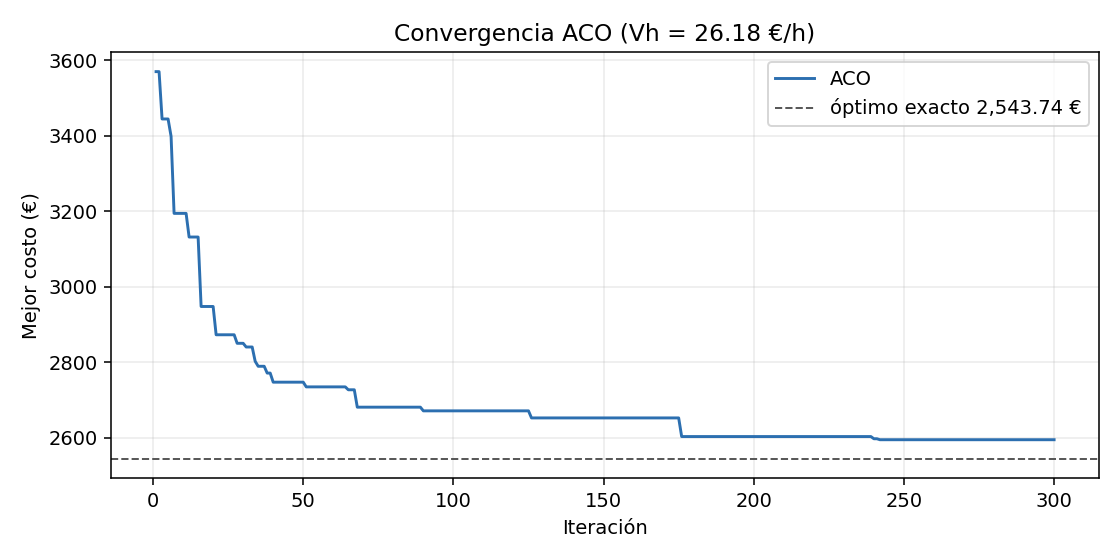 Convergencia ACO (Vh = 26.18 €/h)
ACO
óptimo exacto 2,543.74 €
Mejor costo (€)
3600
3400
3200
3000
2800
2600
0 50 100 150 200 250 300
Iteración